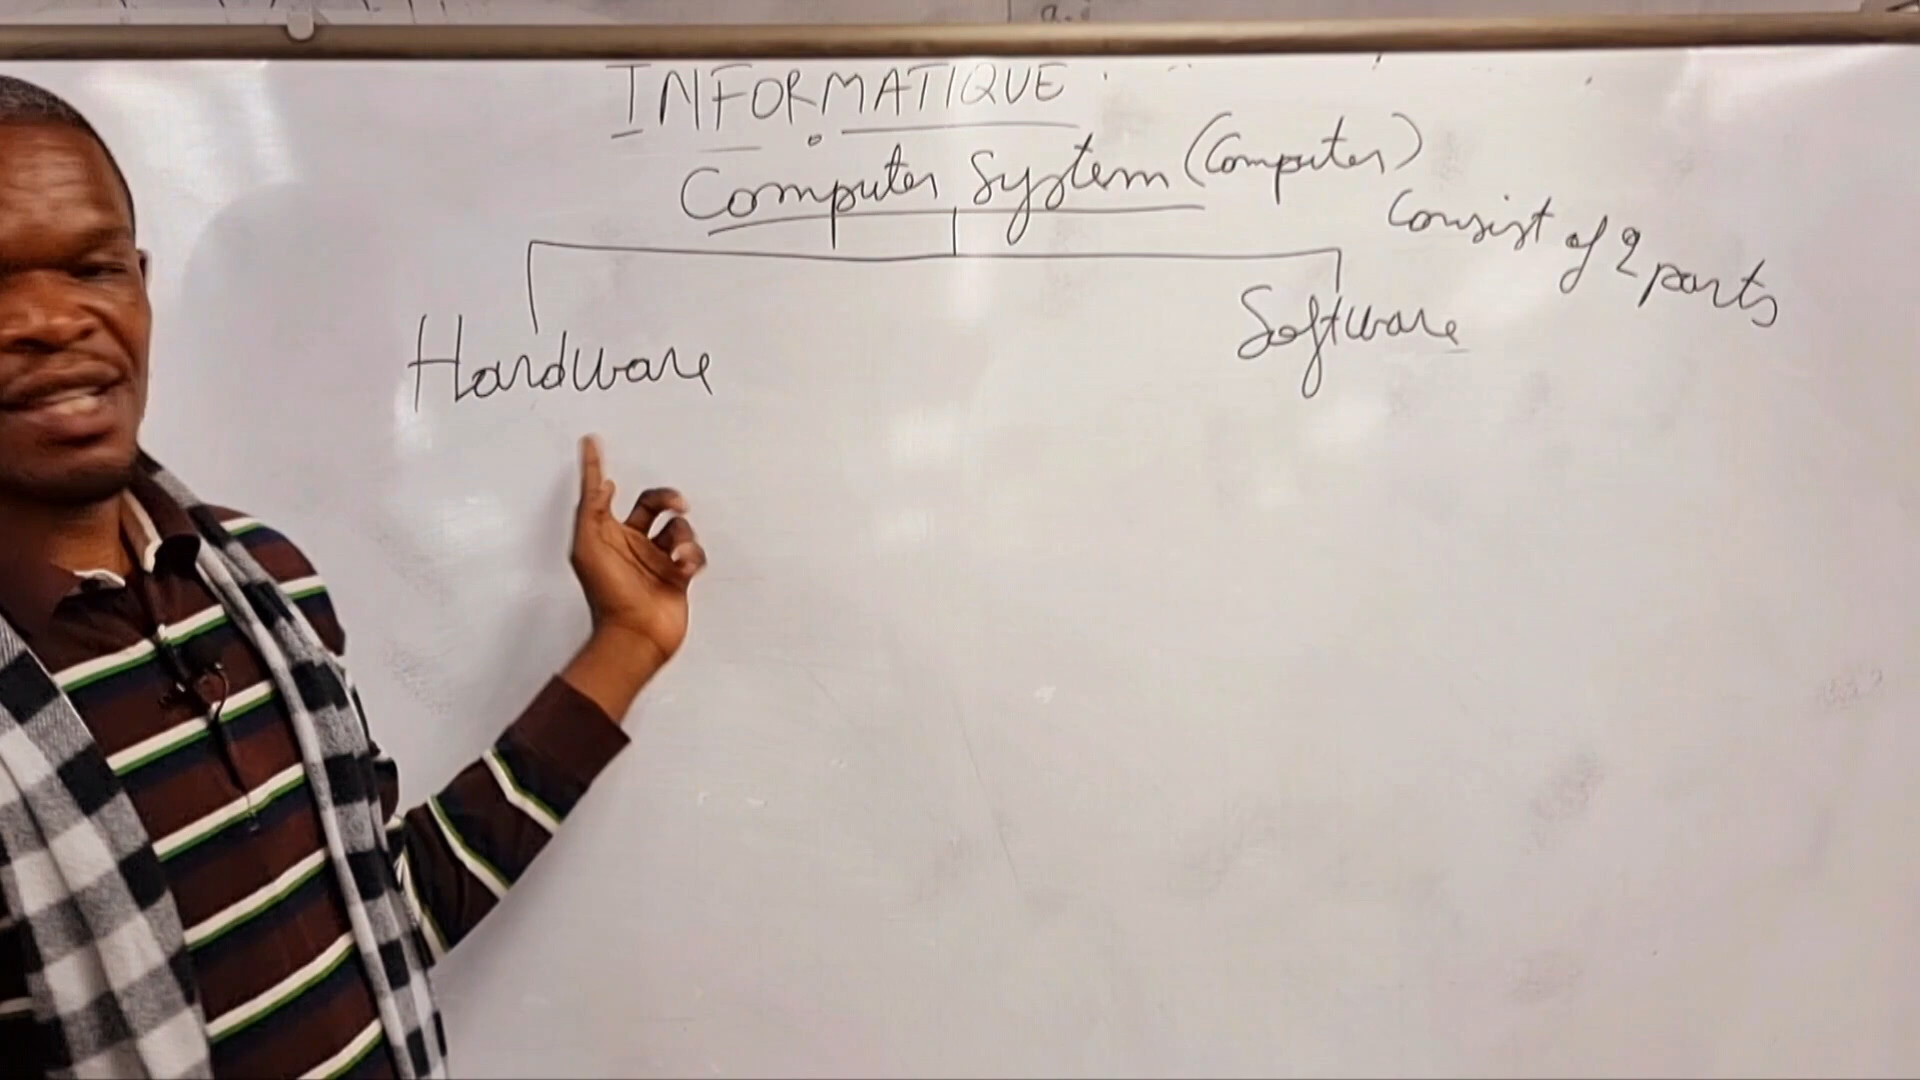 INFORMATIQUE
Computer System (Computer)
Consist of 2 parts
Hardware
Software